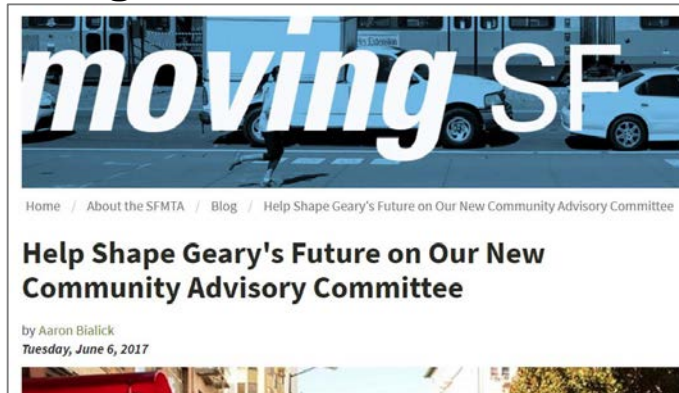 moving SF
Home / About the SFMTA / Blog / Help Shape Geary's Future on Our New Community Advisory Committee
Help Shape Geary's Future on Our New
Community Advisory Committee
by Aaron Bialick
Tuesday, June 6, 2017